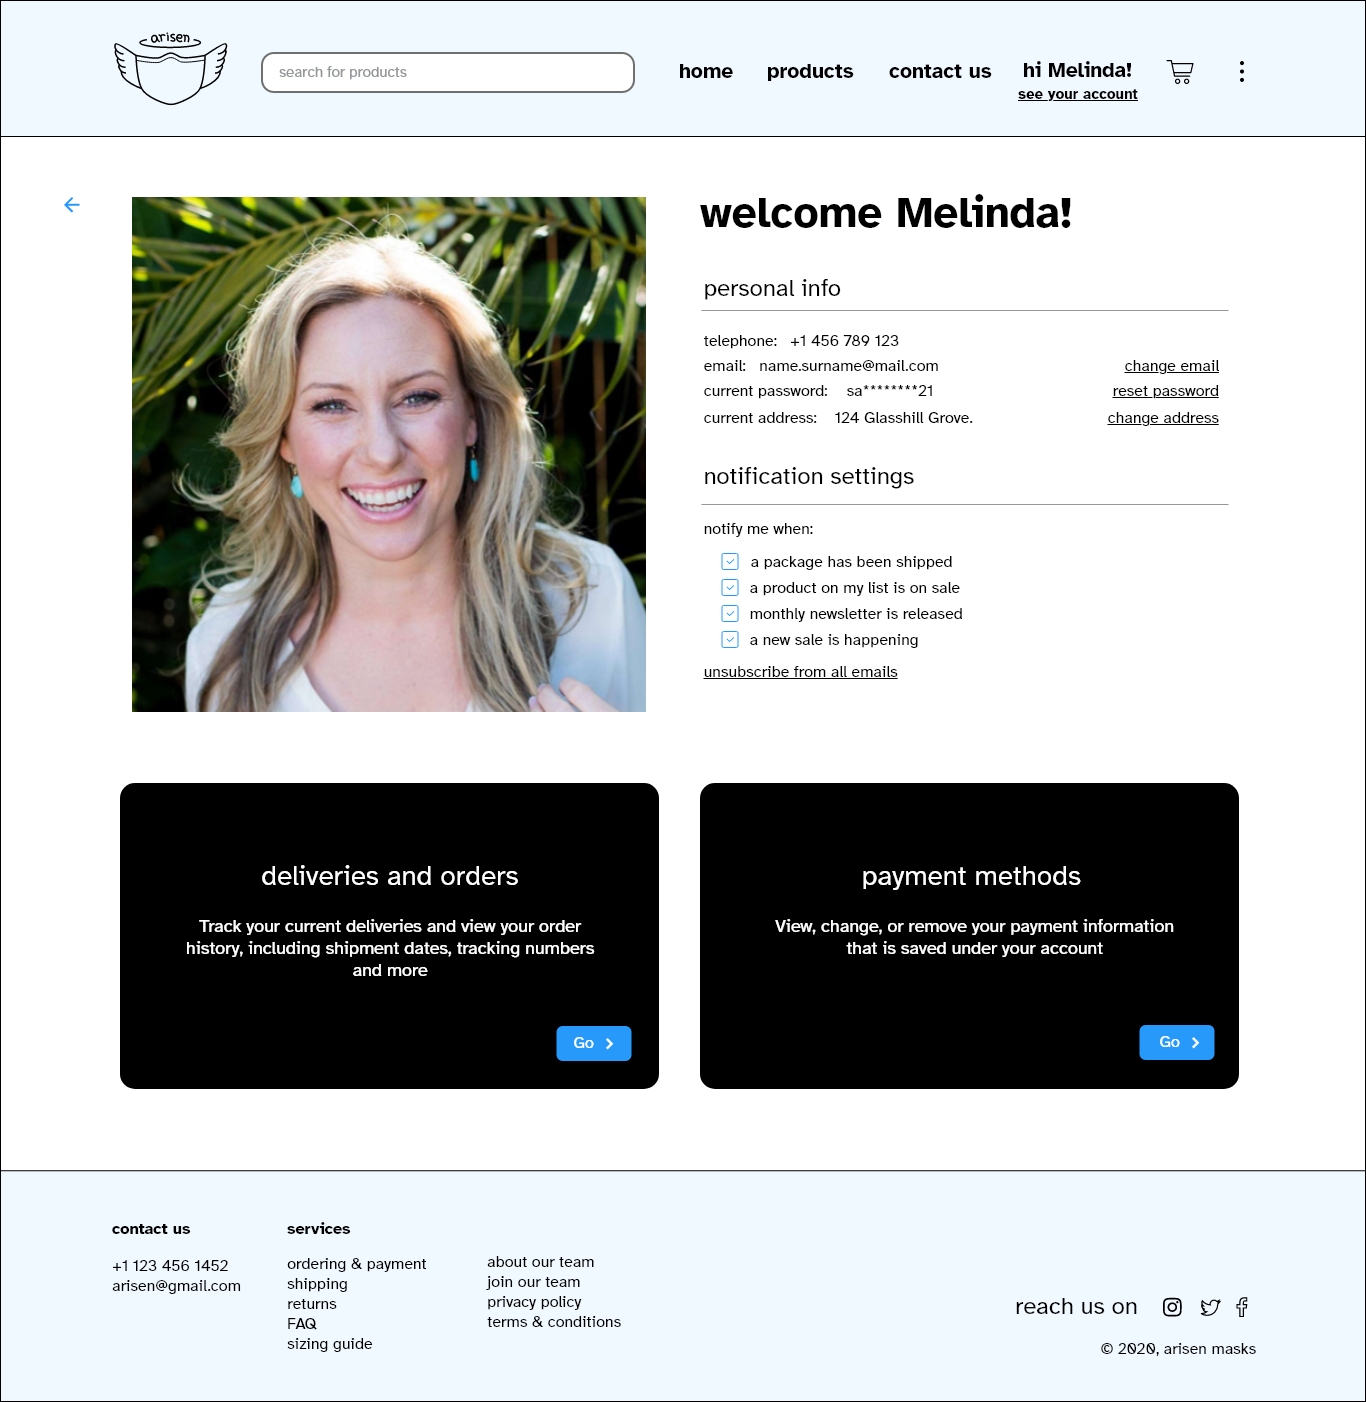 arisen
search for products
home
products
contact us
hi Melinda!
see your account
welcome Melinda!
personal info
telephone: +1 456 789 123
email: name.surname@mail.com change email
current password: sa********21 reset password
current address: 124 Glasshill Grove. change address
notification settings
notify me when:
a package has been shipped
a product on my list is on sale
monthly newsletter is released
a new sale is happening
unsubscribe from all emails
deliveries and orders
Track your current deliveries and view your order
history, including shipment dates, tracking numbers
and more
Go
payment methods
View, change, or remove your payment information
that is saved under your account
Go
contact us
+1 123 456 1452
arisen@gmail.com
services
ordering & payment
shipping
returns
FAQ
sizing guide
about our team
join our team
privacy policy
terms & conditions
reach us on
© 2020, arisen masks